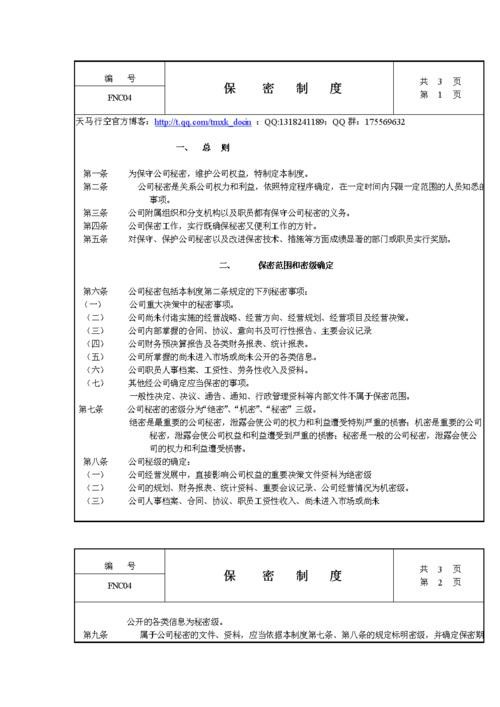 编 号
FNC04
保 密 制 度
共 3 页
第 1 页
天马行空官方博客：http://t.qq.com/tmxk_docin ；QQ:1318241189；QQ群：175569632
一、 总 则
第一条 为保守公司秘密，维护公司权益，特制定本制度。
第二条 公司秘密是关系公司权力和利益，依照特定程序确定，在一定时间内只限一定范围的人员知悉的
事项。
第三条 公司附属组织和分支机构以及职员都有保守公司秘密的义务。
第四条 公司保密工作，实行既确保秘密又便利工作的方针。
第五条 对保守、保护公司秘密以及改进保密技术、措施等方面成绩显著的部门或职员实行奖励。
二、 保密范围和密级确定
第六条 公司秘密包括本制度第二条规定的下列秘密事项：
（一） 公司重大决策中的秘密事项。
（二） 公司尚未付诸实施的经营战略、经营方向、经营规划、经营项目及经营决策。
（三） 公司内部掌握的合同、协议、意向书及可行性报告、主要会议记录
（四） 公司财务预决算报告及各类财务报表、统计报表。
（五） 公司所掌握的尚未进入市场或尚未公开的各类信息。
（六） 公司职员人事档案、工资性、劳务性收入及资料。
（七） 其他经公司确定应当保密的事项。
一般性决定、决议、通告、通知、行政管理资料等内部文件不属于保密范围。
第七条 公司秘密的密级分为“绝密”、“机密”、“秘密”三级。
绝密是最重要的公司秘密，泄露会使公司的权力和利益遭受特别严重的损害；机密是重要的公司
秘密，泄露会使公司权益和利益遭受到严重的损害；秘密是一般的公司秘密，泄露会使公
司的权力和利益遭受损害。
第八条 公司秘级的确定：
（一） 公司经营发展中，直接影响公司权益的重要决策文件资料为绝密级
（二） 公司的规划、财务报表、统计资料、重要会议记录、公司经营情况为机密级。
（三） 公司人事档案、合同、协议、职员工资性收入、尚未进入市场或尚未
编 号
FNC04
保 密 制 度
共 3 页
第 2 页
公开的各类信息为秘密级。
第九条 属于公司秘密的文件、资料，应当依据本制度第七条、第八条的规定标明密级，并确定保密期